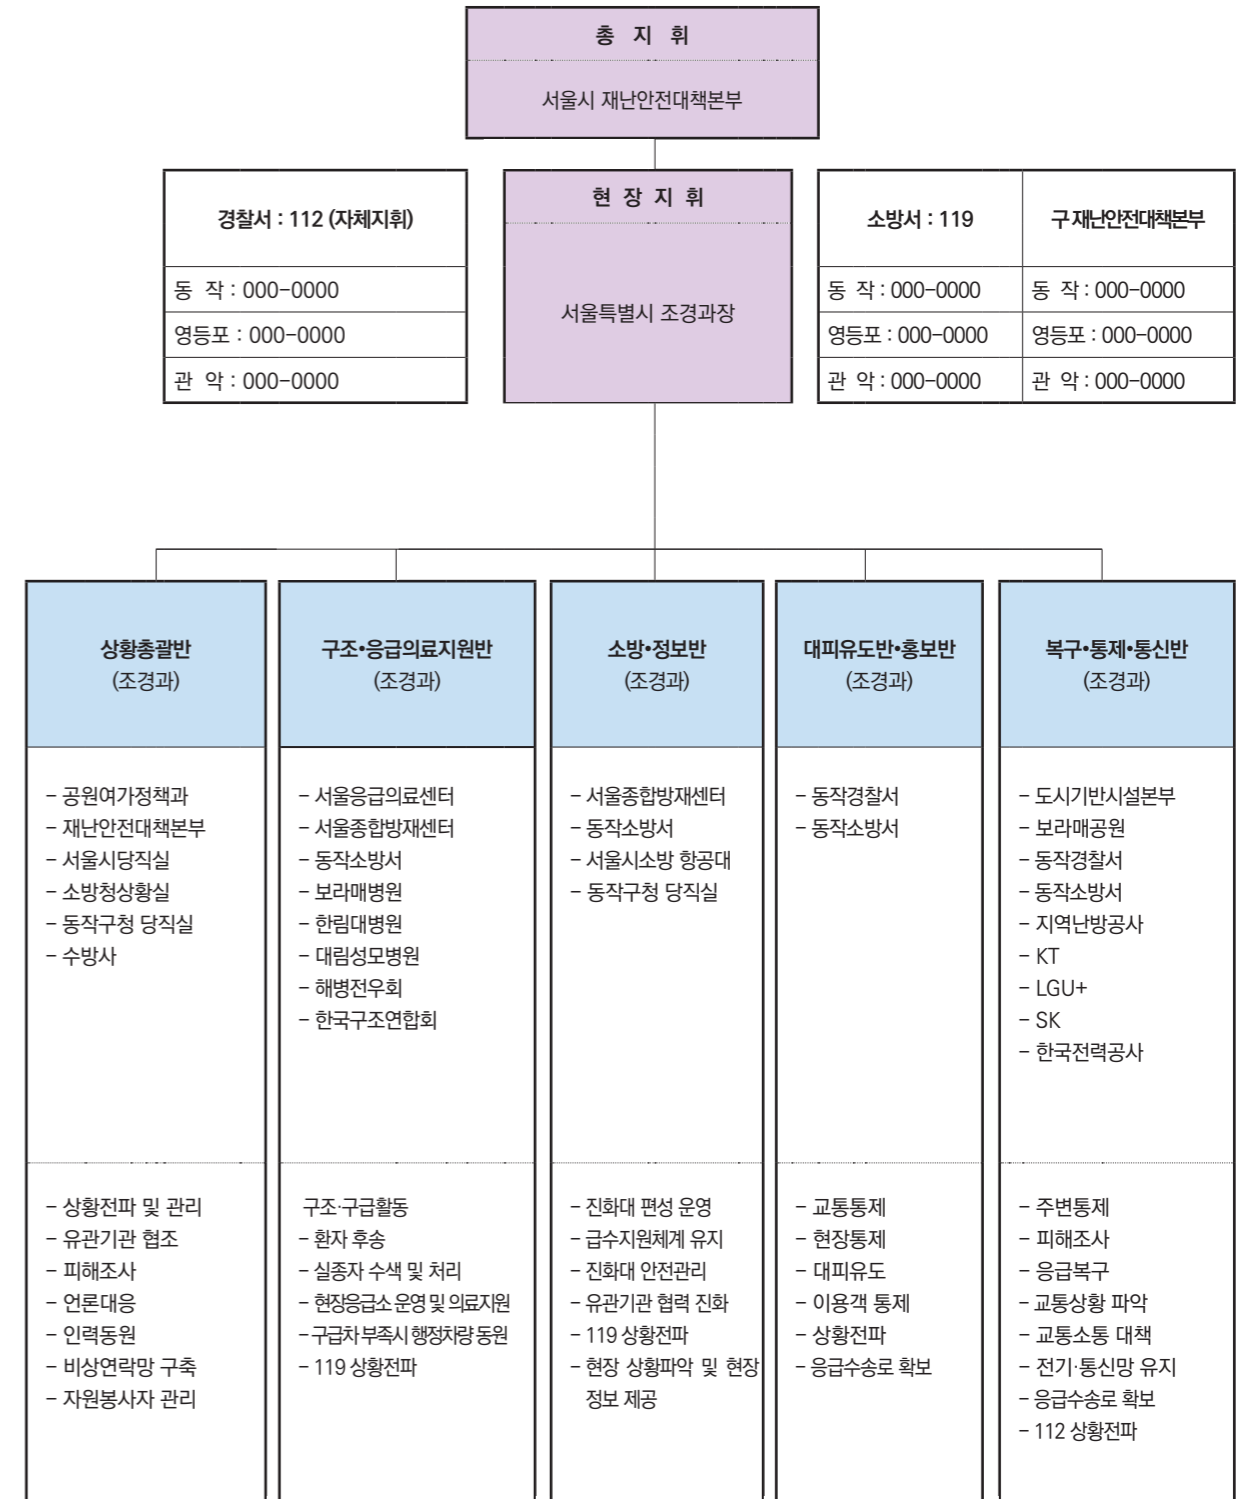 총 지 휘
서울시 재난안전대책본부
경찰서 : 112 (자체지휘)
동 작 : 000-0000
영등포 : 000-0000
관 악 : 000-0000
현 장 지 휘
서울특별시 조경과장
소방서 : 119
구 재난안전대책본부
동 작 : 000-0000
동 작 : 000-0000
영등포 : 000-0000
영등포 : 000-0000
관 악 : 000-0000
관 악 : 000-0000
상황총괄반
(조경과)
- 공원여가정책과
- 재난안전대책본부
- 서울시당직실
- 소방청상황실
- 동작구청 당직실
- 수방사
- 상황전파 및 관리
- 유관기관 협조
- 피해조사
- 언론대응
- 인력동원
- 비상연락망 구축
- 자원봉사자 관리
구조•응급의료지원반
(조경과)
- 서울응급의료센터
- 서울종합방재센터
- 동작소방서
- 보라매병원
- 한림대병원
- 대림성모병원
- 해병전우회
- 한국구조연합회
구조·구급활동
- 환자 후송
- 실종자 수색 및 처리
- 현장응급소 운영 및 의료지원
- 구급차 부족시 행정차량 동원
- 119 상황전파
소방•정보반
(조경과)
- 서울종합방재센터
- 동작소방서
- 서울시소방 항공대
- 동작구청 당직실
- 진화대 편성 운영
- 급수지원체계 유지
- 진화대 안전관리
- 유관기관 협력 진화
- 119 상황전파
- 현장 상황파악 및 현장
정보 제공
대피유도반•홍보반
(조경과)
- 동작경찰서
- 동작소방서
- 교통통제
- 현장통제
- 대피유도
- 이용객 통제
- 상황전파
- 응급수송로 확보
복구•통제•통신반
(조경과)
- 도시기반시설본부
- 보라매공원
- 동작경찰서
- 동작소방서
- 지역난방공사
- KT
- LGU+
- SK
- 한국전력공사
- 주변통제
- 피해조사
- 응급복구
- 교통상황 파악
- 교통소통 대책
- 전기·통신망 유지
- 응급수송로 확보
- 112 상황전파